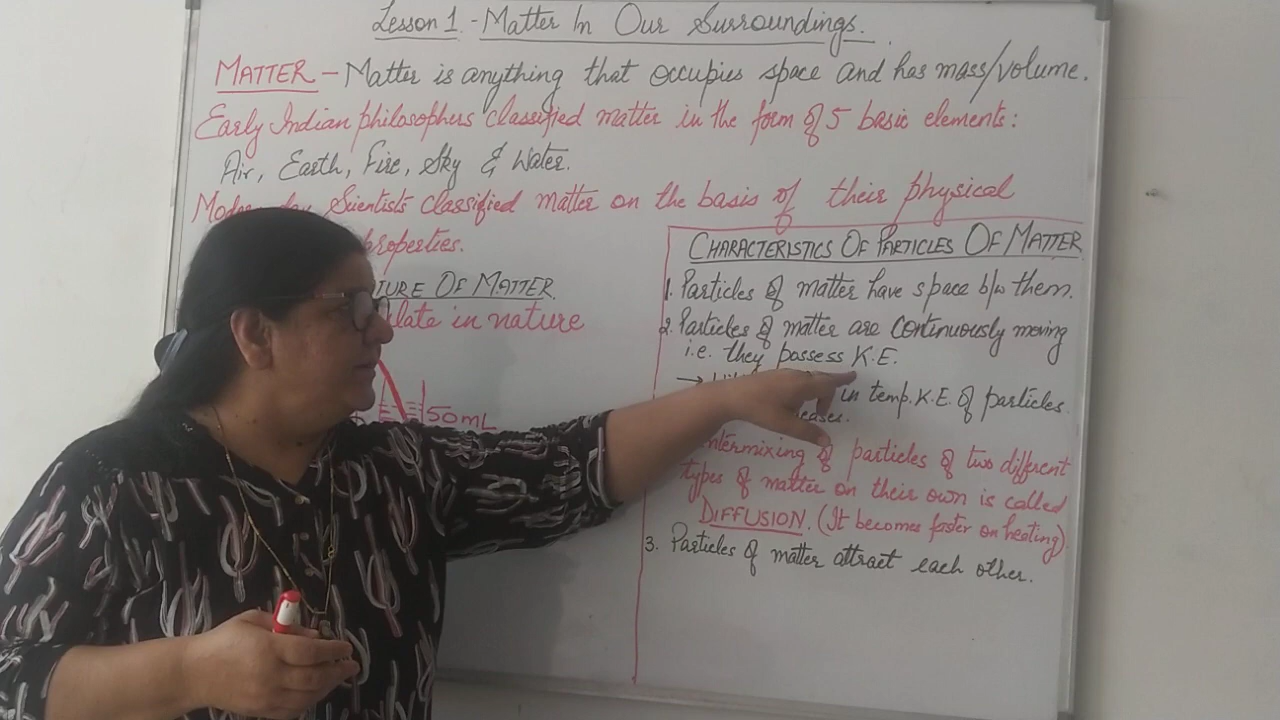 Lesson 1.- Matter In Our Surroundings.
MATTER - Matter is anything that occupies space and has mass/volume.
Early Indian philosophers classified matter in the form of 5 basic elements:
Air, Earth, Fire, Sky & Water.
Scientists classified matter on the basis of their physical
properties.
OF MATTER
in nature
50mL
CHARACTERISTICS OF PARTICLES OF MATTER
1. Particles of matter have space b/w them.
2. Particles of matter are continuously moving
i.e. they possess K.E.
→ in temp. K.E. of particles
Intermixing of particles of two different
types of matter on their own is called
DIFFUSION. (It becomes faster on heating)
3. Particles of matter attract each other.